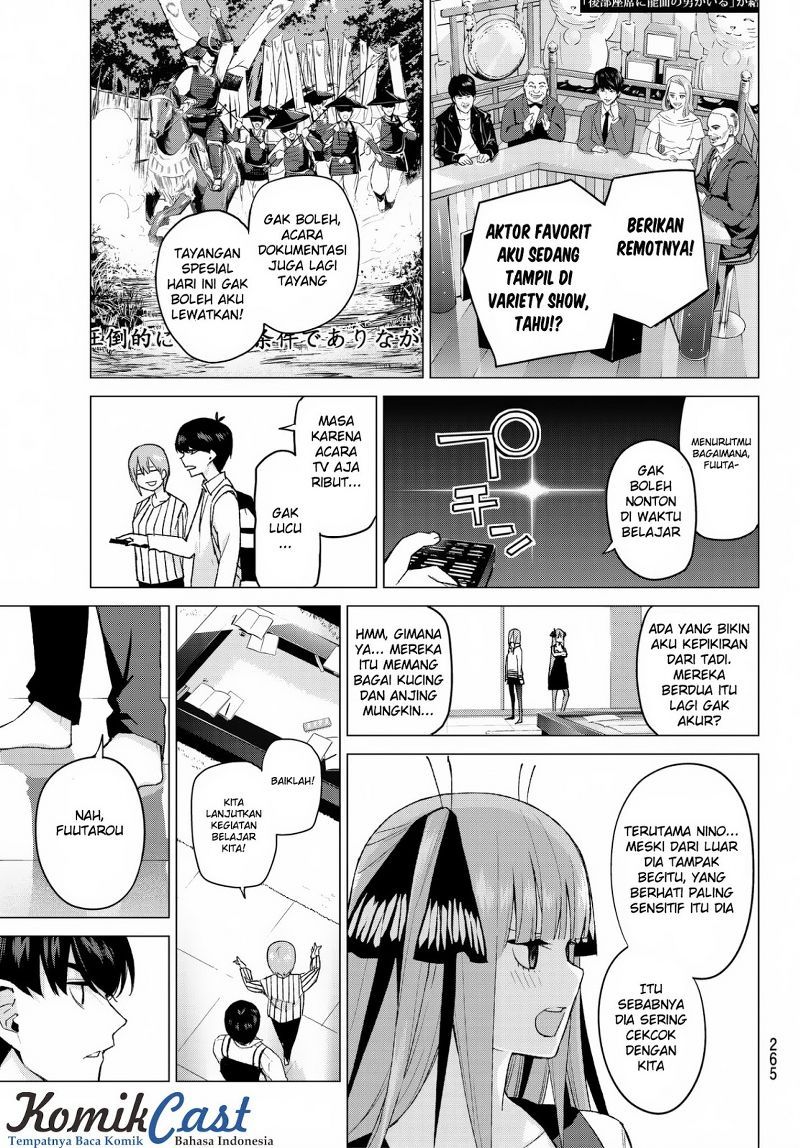 「後部座席に能面の男がいる」が結
BERIKAN
REMOTNYA!
AKTOR FAVORIT
AKU SEDANG
TAMPIL DI
VARIETY SHOW,
TAHU!?
GAK BOLEH,
ACARA
DOKUMENTASI
JUGA LAGI
TAYANG
TAYANGAN
SPESIAL
HARI INI GAK
BOLEH AKU
LEWATKAN!
圧倒的に
条件でありなが
MENURUTMU
BAGAIMANA,
FUUTA-
GAK
BOLEH
NONTON
DI WAKTU
BELAJAR
プチン
MASA
KARENA
ACARA
TV AJA
RIBUT...
GAK
LUCU
...
ADA YANG BIKIN
AKU KEPIKIRAN
DARI TADI.
MEREKA
BERDUA ITU
LAGI GAK
AKUR?
HMM, GIMANA
YA... MEREKA
ITU MEMANG
BAGAI KUCING
DAN ANJING
MUNGKIN...
TERUTAMA NINO...
MESKI DARI LUAR
DIA TAMPAK
BEGITU, YANG
BERHATI PALING
SENSITIF ITU DIA
ITU
SEBABNYA
DIA SERING
CEKCOK
DENGAN
KITA
BAIKLAH!
KITA
LANJUTKAN
KEGIATAN
BELAJAR
KITA!
NAH,
FUUTAROU
265
KomikCast
Tempatnya Baca Komik Bahasa Indonesia